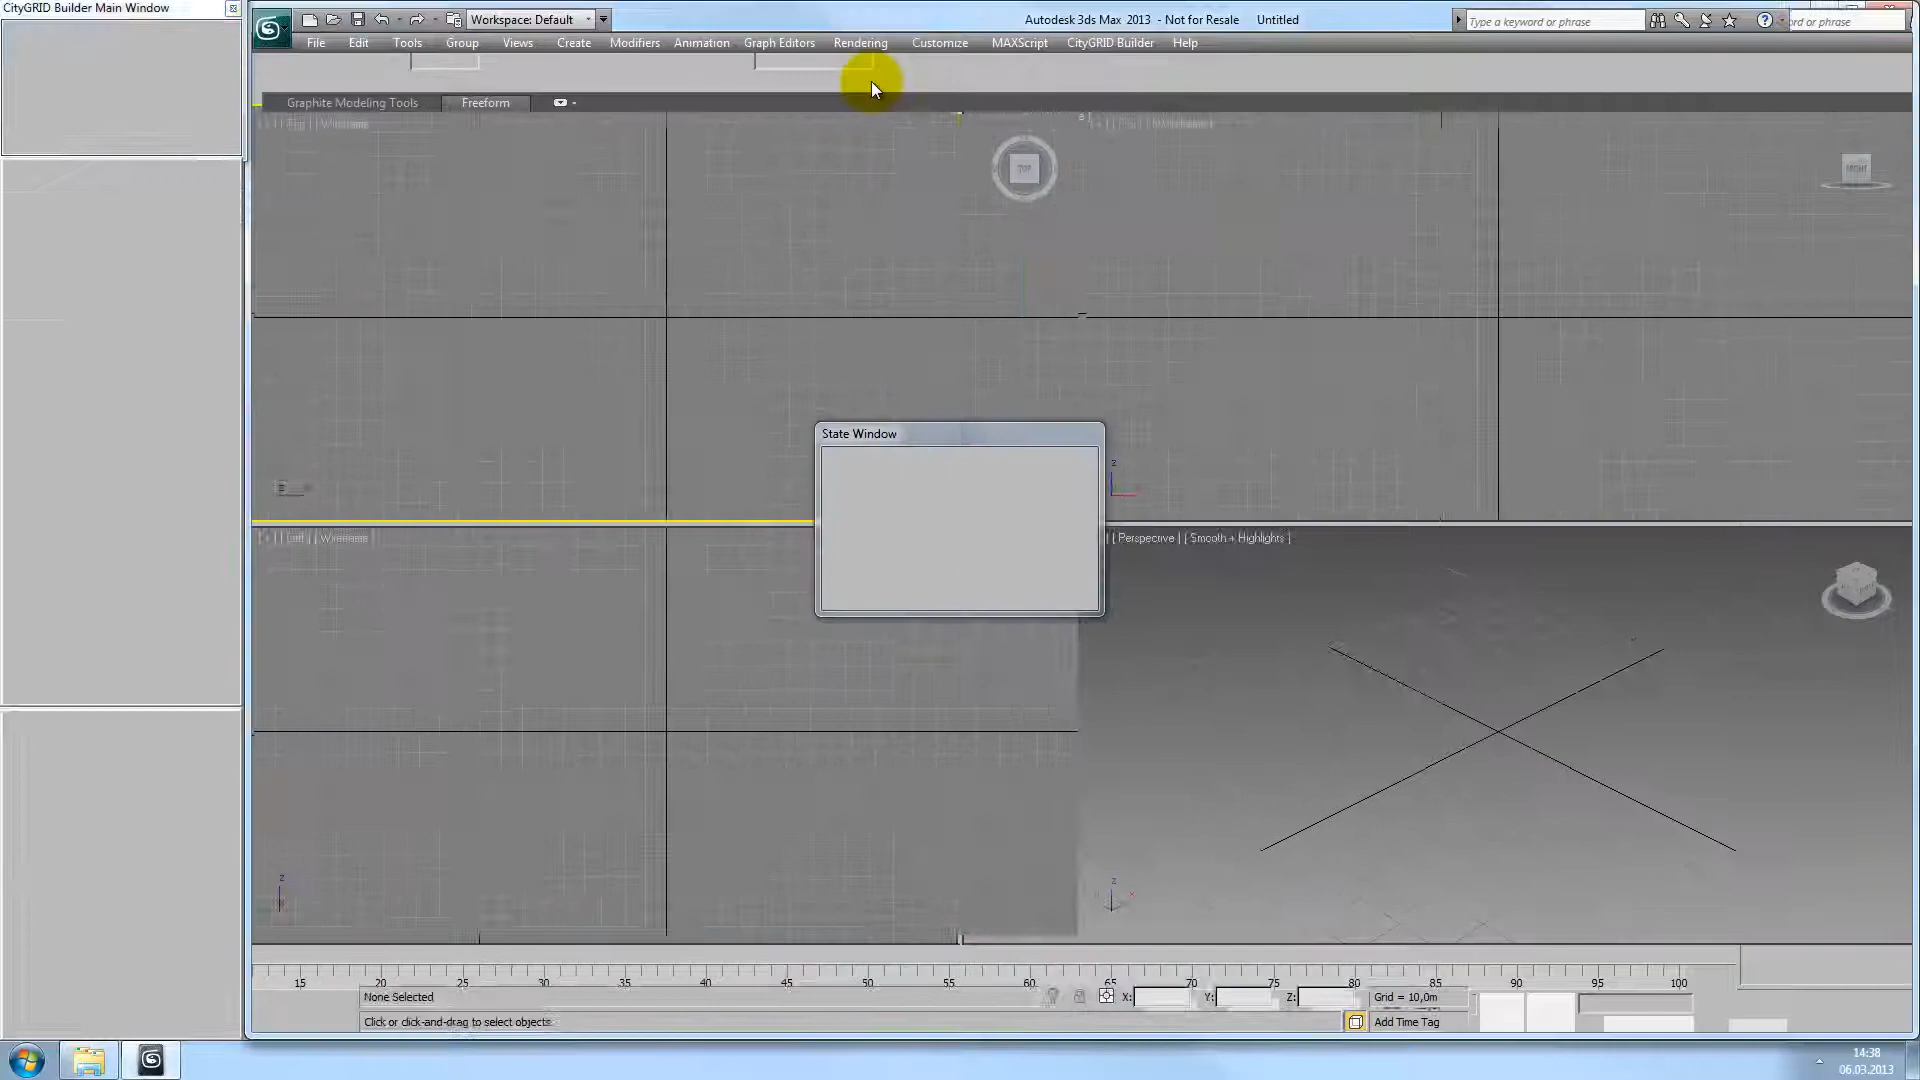 CityGRID Builder Main Window
Workspace: Default
Autodesk 3ds Max 2013 - Not for Resale Untitled
Type a keyword or phrase
ord or phrase
File Edit Tools Group Views Create Modifiers Animation Graph Editors Rendering Customize MAXScript CityGRID Builder Help
Graphite Modeling Tools Freeform
TOP
FRONT
State Window
[ Left ] [ Wireframe ]
[ Perspective ] [ Smooth + Highlights ]
15 20 25 30 35 40 45 50 55 60 65 70 75 80 85 90 95 100
None Selected
X: Y: Z: Grid = 10,0m
Click or click-and-drag to select objects
Add Time Tag
14:38
06.03.2013